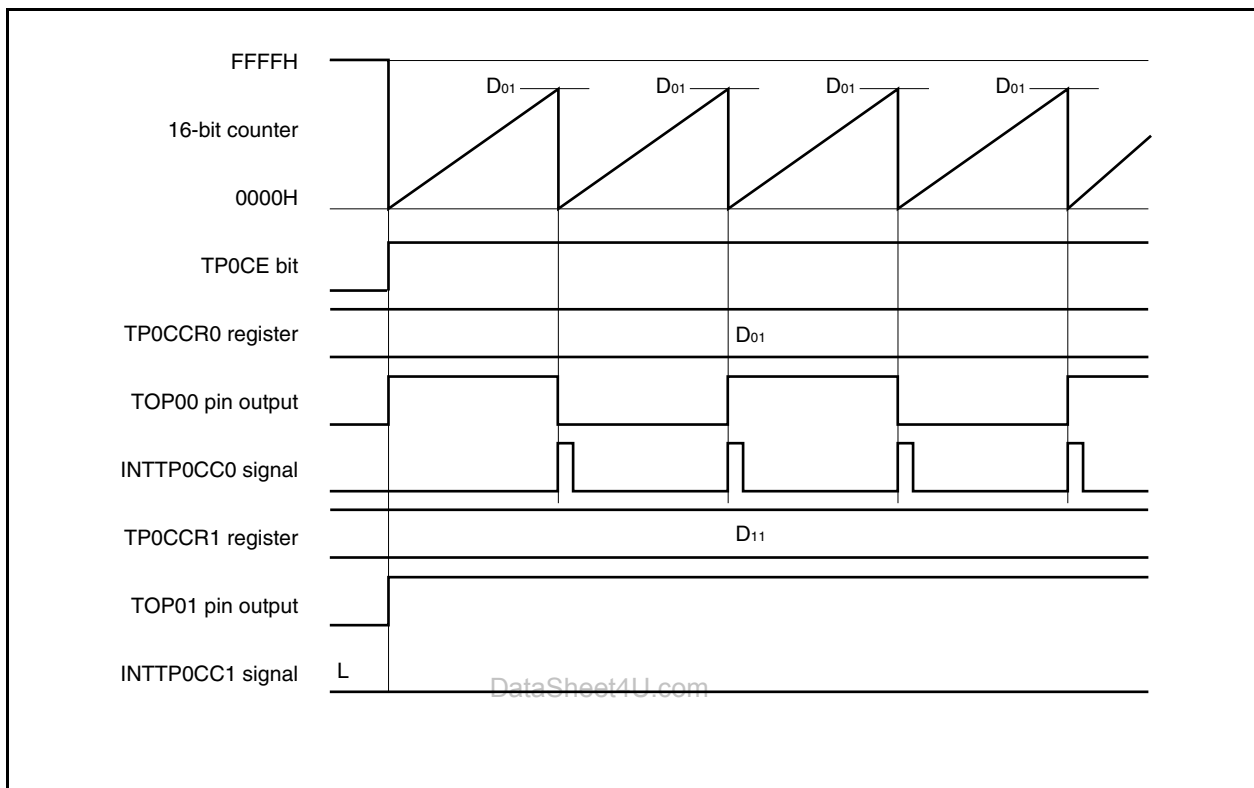 FFFFH
D01 D01 D01 D01
16-bit counter
0000H
TP0CE bit
TP0CCR0 register D01
TOP00 pin output
INTTP0CC0 signal
TP0CCR1 register D11
TOP01 pin output
INTTP0CC1 signal L
DataSheet4U.com